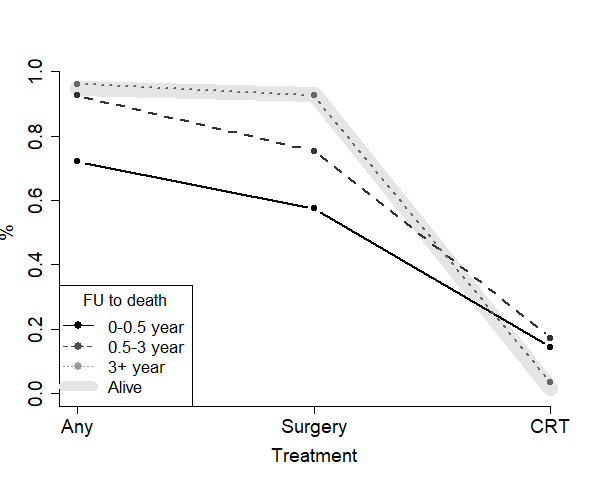 1.0
0.8
0.6
%
0.4
0.2
0.0
FU to death
0-0.5 year
0.5-3 year
3+ year
Alive
Any Surgery CRT
Treatment